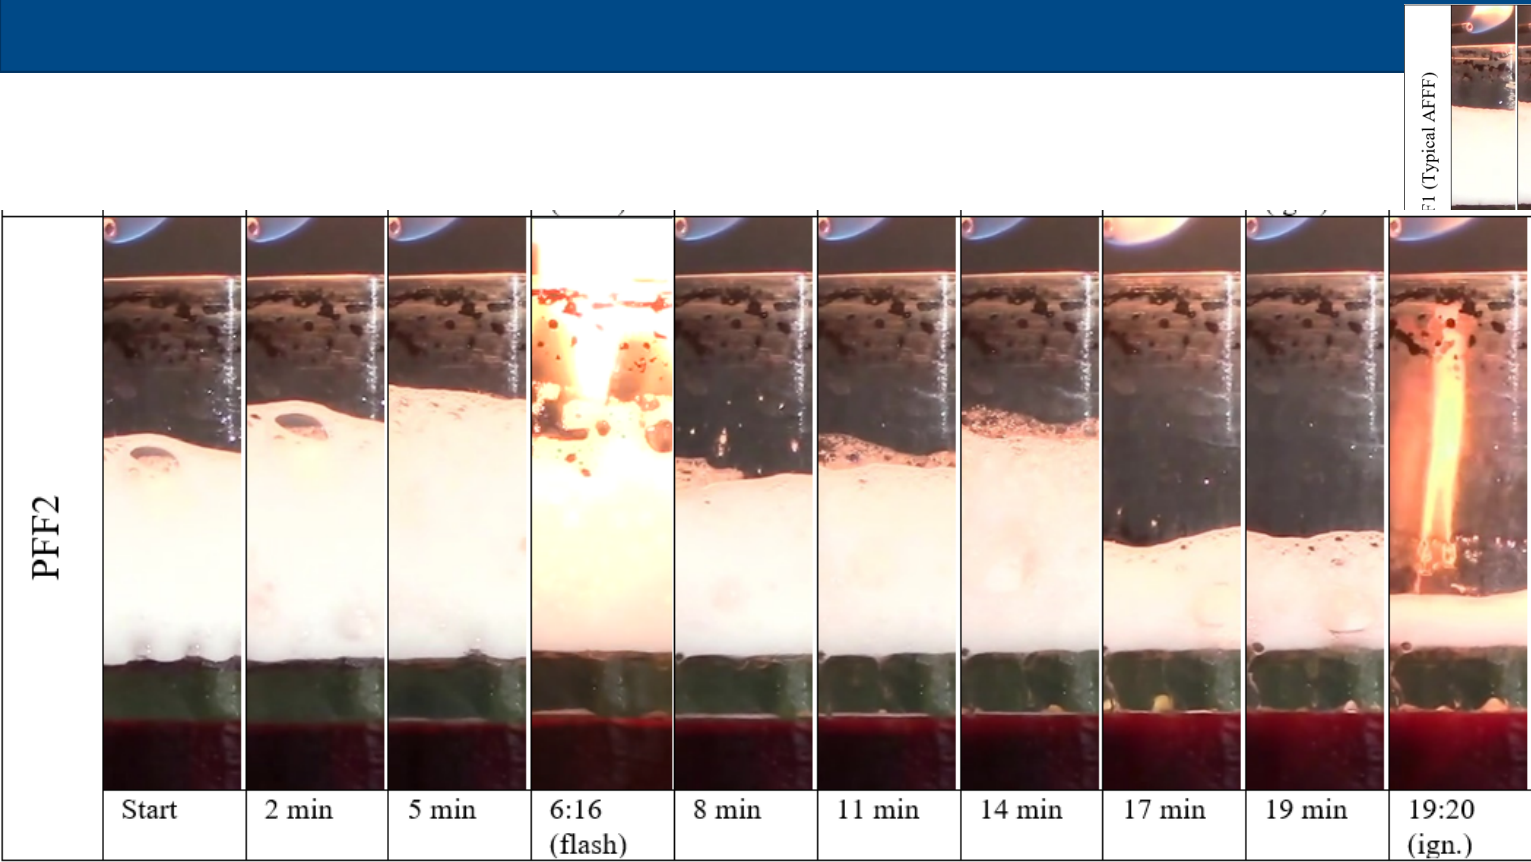 F1 (Typical AFFF)
PFF2
Start
2 min
5 min
6:16
(flash)
8 min
11 min
14 min
17 min
19 min
19:20
(ign.)